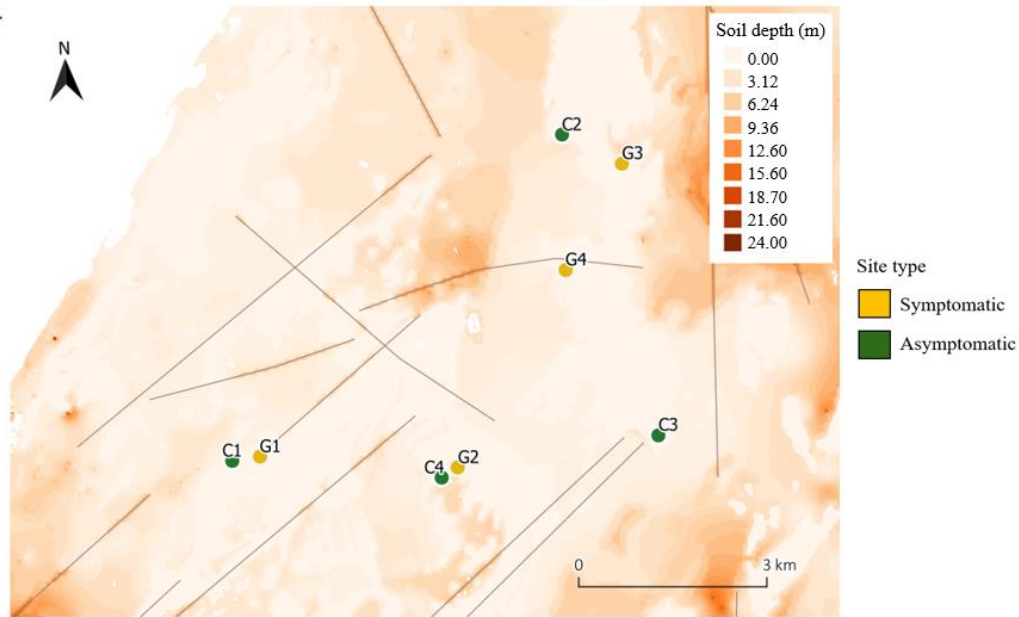 N
Soil depth (m)
0.00
3.12
6.24
9.36
12.60
15.60
18.70
21.60
24.00
C2
G3
G4
Site type
Symptomatic
Asymptomatic
C1
G1
C4
G2
C3
0
3 km